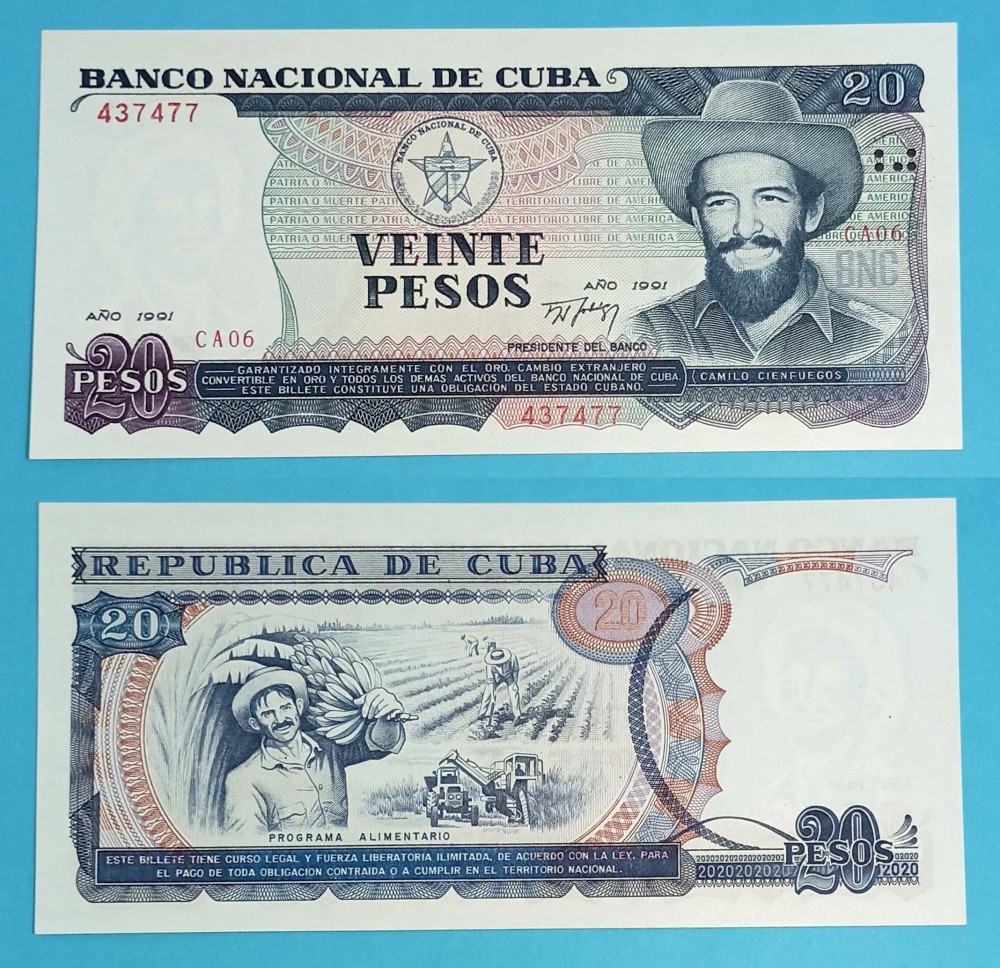 BANCO NACIONAL DE CUBA
20
437477
BANCO NACIONAL DE CUBA
PATRIA O MUERTE PATRIA
TERRITORIO LIBRE DE AMERICA
CA06
BNC
VEINTE
PESOS
AÑO 1991
AÑO 1991
CA06
PRESIDENTE DEL BANCO
20
PESOS
GARANTIZADO INTEGRAMENTE CON EL ORO, CAMBIO EXTRANJERO
CONVERTIBLE EN ORO Y TODOS LOS DEMAS ACTIVOS DEL BANCO NACIONAL DE CUBA.
ESTE BILLETE CONSTITUYE UNA OBLIGACION DEL ESTADO CUBANO.
CAMILO CIENFUEGOS
437477
REPUBLICA DE CUBA
20
20
PROGRAMA ALIMENTARIO
ESTE BILLETE TIENE CURSO LEGAL Y FUERZA LIBERATORIA ILIMITADA, DE ACUERDO CON LA LEY, PARA
EL PAGO DE TODA OBLIGACION CONTRAIDA O A CUMPLIR EN EL TERRITORIO NACIONAL.
20
PESOS